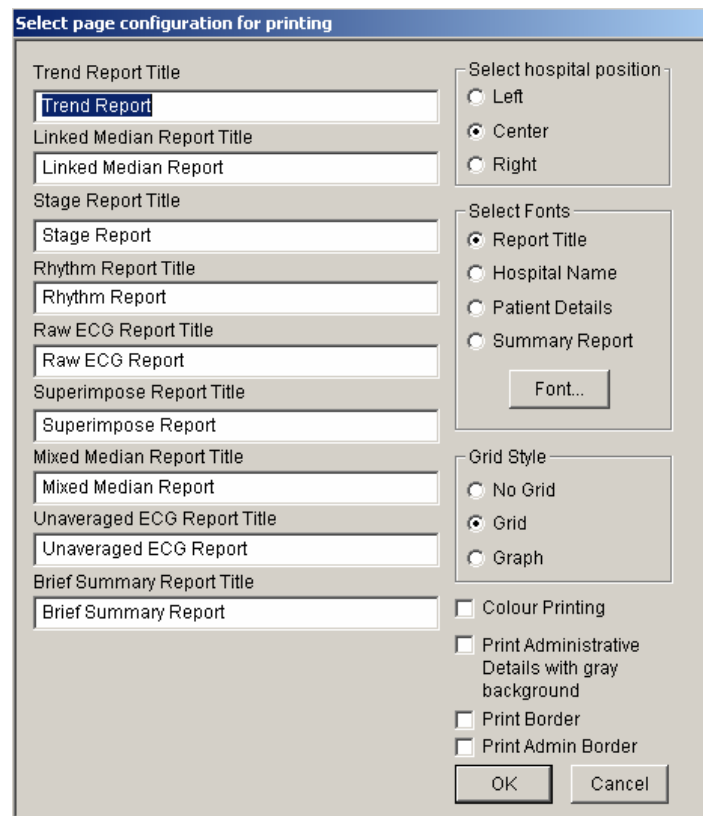 Select page configuration for printing
Trend Report Title
Trend Report
Linked Median Report Title
Linked Median Report
Stage Report Title
Stage Report
Rhythm Report Title
Rhythm Report
Raw ECG Report Title
Raw ECG Report
Superimpose Report Title
Superimpose Report
Mixed Median Report Title
Mixed Median Report
Unaveraged ECG Report Title
Unaveraged ECG Report
Brief Summary Report Title
Brief Summary Report
Select hospital position
Left
Center
Right
Select Fonts
Report Title
Hospital Name
Patient Details
Summary Report
Font...
Grid Style
No Grid
Grid
Graph
Colour Printing
Print Administrative
Details with gray
background
Print Border
Print Admin Border
OK
Cancel